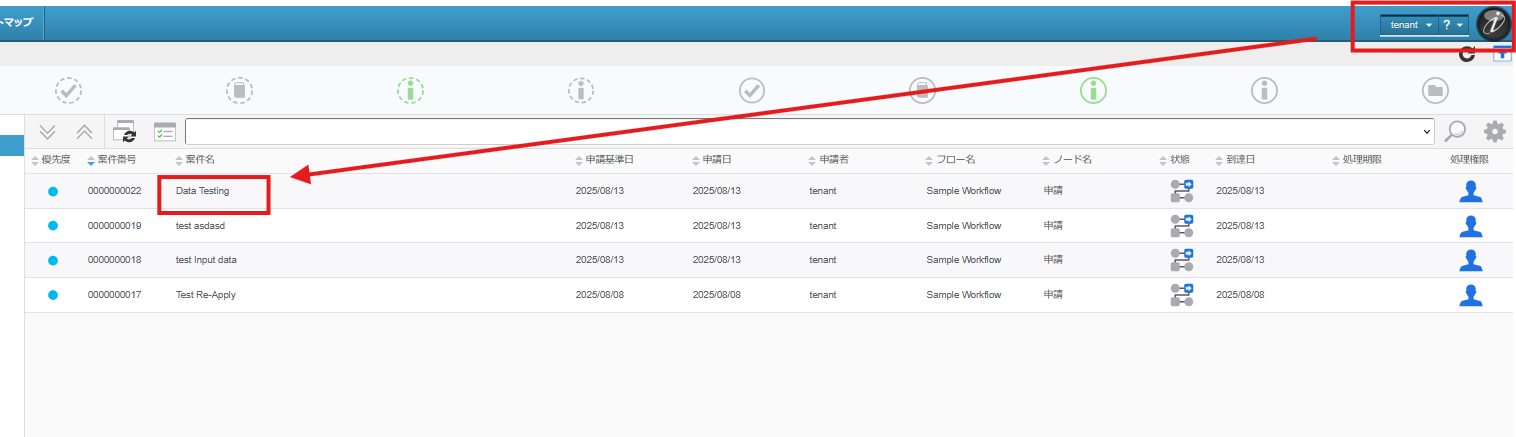 トマップ
tenant ?
優先度 案件番号 案件名 申請基準日 申請日 申請者 フロー名 ノード名 状態 到達日 処理期限 処理権限
0000000022 Data Testing 2025/08/13 2025/08/13 tenant Sample Workflow 申請 2025/08/13
0000000019 test asdasd 2025/08/13 2025/08/13 tenant Sample Workflow 申請 2025/08/13
0000000018 test Input data 2025/08/13 2025/08/13 tenant Sample Workflow 申請 2025/08/13
0000000017 Test Re-Apply 2025/08/08 2025/08/08 tenant Sample Workflow 申請 2025/08/08